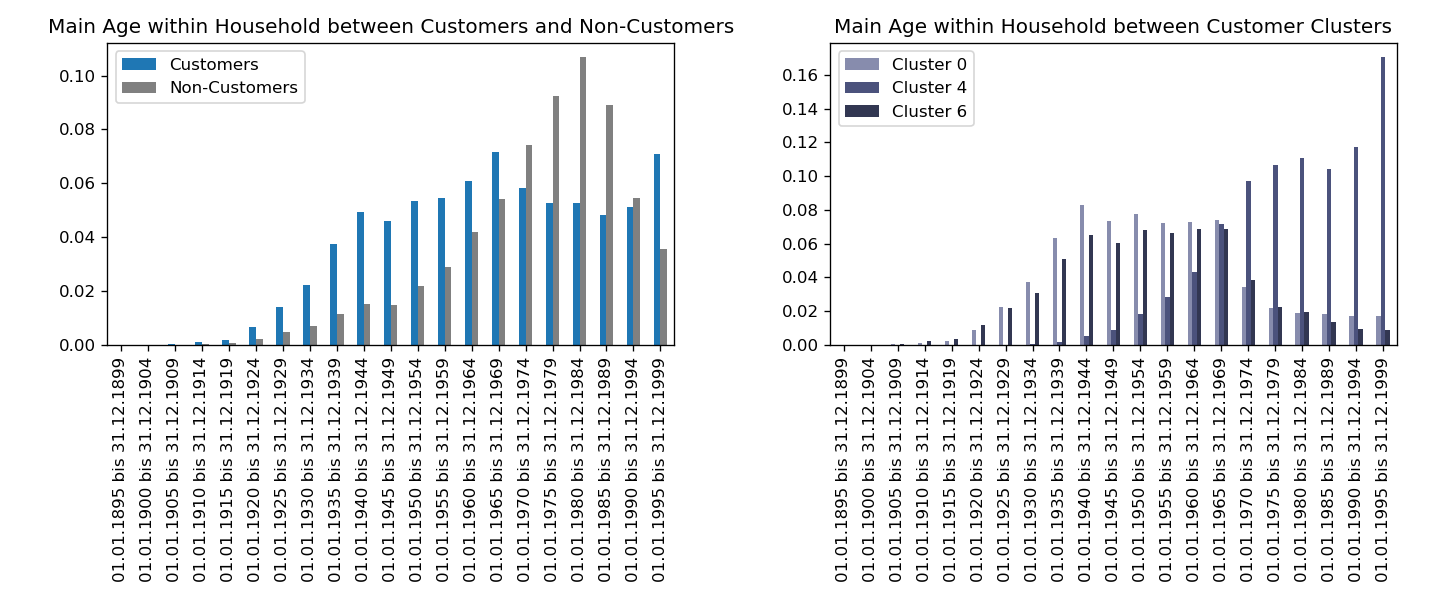 Main Age within Household between Customers and Non-Customers
Customers
Non-Customers
0.10
0.08
0.06
0.04
0.02
0.00
01.01.1895 bis 31.12.1899
01.01.1900 bis 31.12.1904
01.01.1905 bis 31.12.1909
01.01.1910 bis 31.12.1914
01.01.1915 bis 31.12.1919
01.01.1920 bis 31.12.1924
01.01.1925 bis 31.12.1929
01.01.1930 bis 31.12.1934
01.01.1935 bis 31.12.1939
01.01.1940 bis 31.12.1944
01.01.1945 bis 31.12.1949
01.01.1950 bis 31.12.1954
01.01.1955 bis 31.12.1959
01.01.1960 bis 31.12.1964
01.01.1965 bis 31.12.1969
01.01.1970 bis 31.12.1974
01.01.1975 bis 31.12.1979
01.01.1980 bis 31.12.1984
01.01.1985 bis 31.12.1989
01.01.1990 bis 31.12.1994
01.01.1995 bis 31.12.1999
Main Age within Household between Customer Clusters
Cluster 0
Cluster 4
Cluster 6
0.16
0.14
0.12
0.10
0.08
0.06
0.04
0.02
0.00
01.01.1895 bis 31.12.1899
01.01.1900 bis 31.12.1904
01.01.1905 bis 31.12.1909
01.01.1910 bis 31.12.1914
01.01.1915 bis 31.12.1919
01.01.1920 bis 31.12.1924
01.01.1925 bis 31.12.1929
01.01.1930 bis 31.12.1934
01.01.1935 bis 31.12.1939
01.01.1940 bis 31.12.1944
01.01.1945 bis 31.12.1949
01.01.1950 bis 31.12.1954
01.01.1955 bis 31.12.1959
01.01.1960 bis 31.12.1964
01.01.1965 bis 31.12.1969
01.01.1970 bis 31.12.1974
01.01.1975 bis 31.12.1979
01.01.1980 bis 31.12.1984
01.01.1985 bis 31.12.1989
01.01.1990 bis 31.12.1994
01.01.1995 bis 31.12.1999